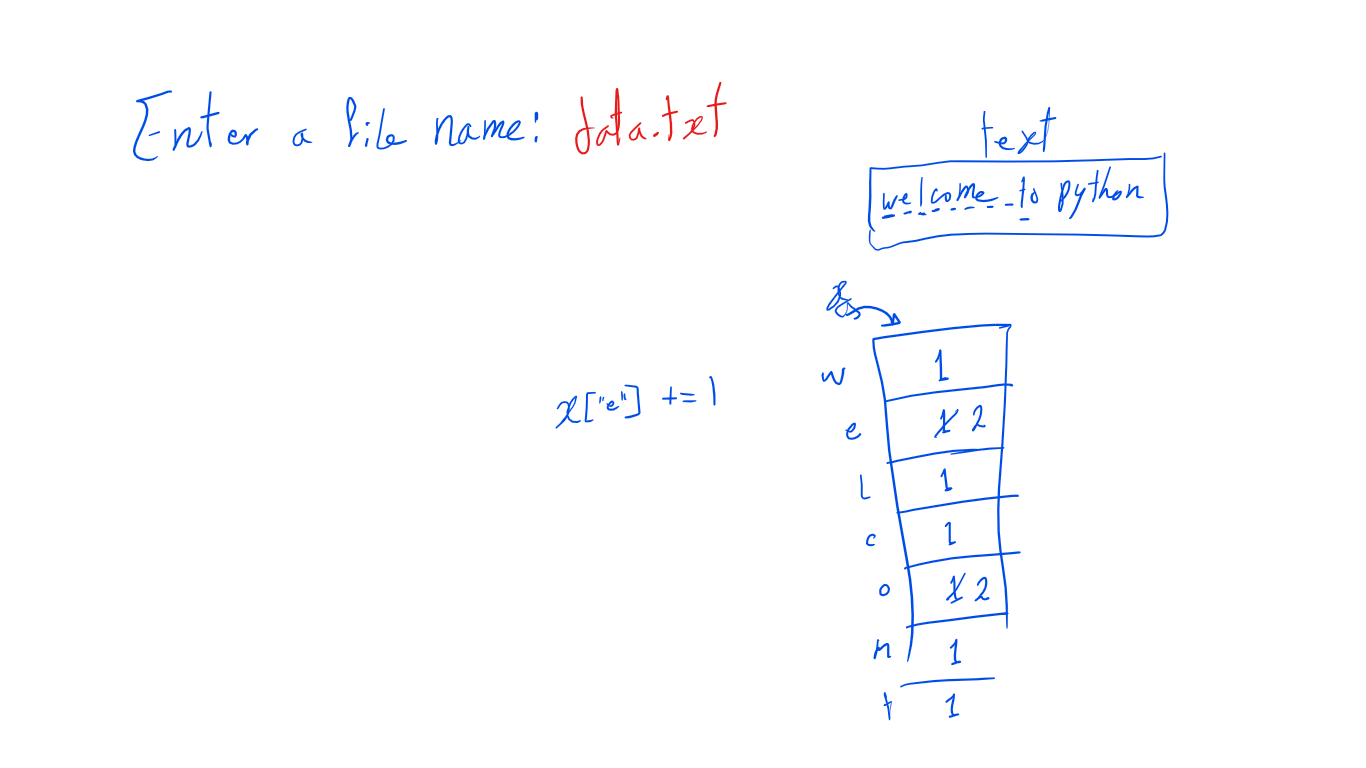 Enter a file name: data.txt
text
welcome to python
x["e"] += 1
w 1
e 1 2
l 1
c 1
o 1 2
m 1
t 1